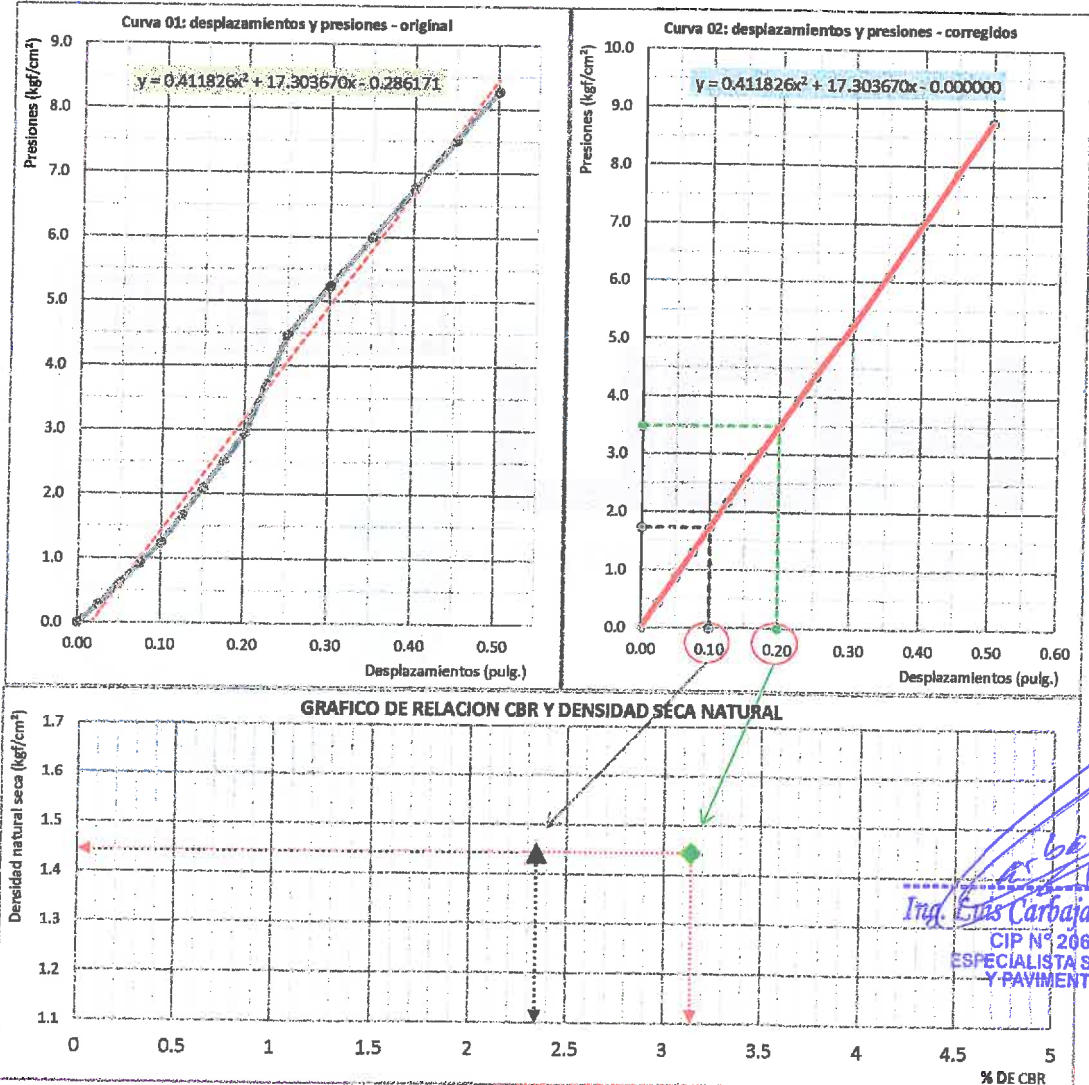 Curva 01: desplazamientos y presiones - original
Presiones (kgf/cm²)
y = 0.411826x² + 17.303670x - 0.286171
9.0
8.0
7.0
6.0
5.0
4.0
3.0
2.0
1.0
0.0
0.00 0.10 0.20 0.30 0.40 0.50
Desplazamientos (pulg.)
Curva 02: desplazamientos y presiones - corregidos
Presiones (kgf/cm²)
y = 0.411826x² + 17.303670x - 0.000000
10.0
9.0
8.0
7.0
6.0
5.0
4.0
3.0
2.0
1.0
0.0
0.00 0.10 0.20 0.30 0.40 0.50 0.60
Desplazamientos (pulg.)
GRAFICO DE RELACION CBR Y DENSIDAD SECA NATURAL
Densidad natural seca (kgf/cm²)
1.7
1.6
1.5
1.4
1.3
1.2
1.1
0 0.5 1 1.5 2 2.5 3 3.5 4 4.5 5
% DE CBR
Ing. Luis Carbaja
CIP N° 206
ESPECIALISTA S
Y PAVIMENT